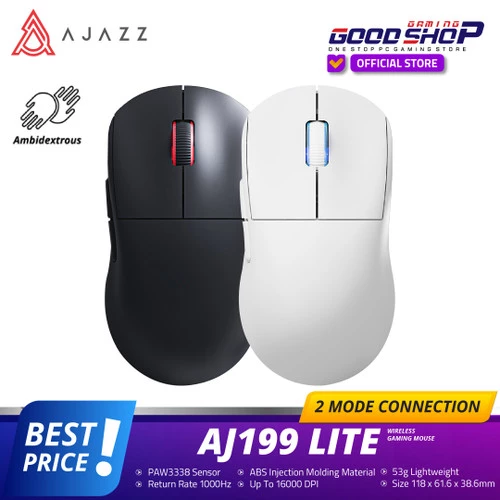 AJAZZ
GAMING
GOODSHOP
ONE STOP PC GAMING STORE
OFFICIAL STORE
Ambidextrous
2 MODE CONNECTION
BEST
PRICE!
AJ199 LITE
WIRELESS
GAMING MOUSE
PAW3338 Sensor
ABS Injection Molding Material
53g Lightweight
Return Rate 1000Hz
Up To 16000 DPI
Size 118 x 61.6 x 38.6mm